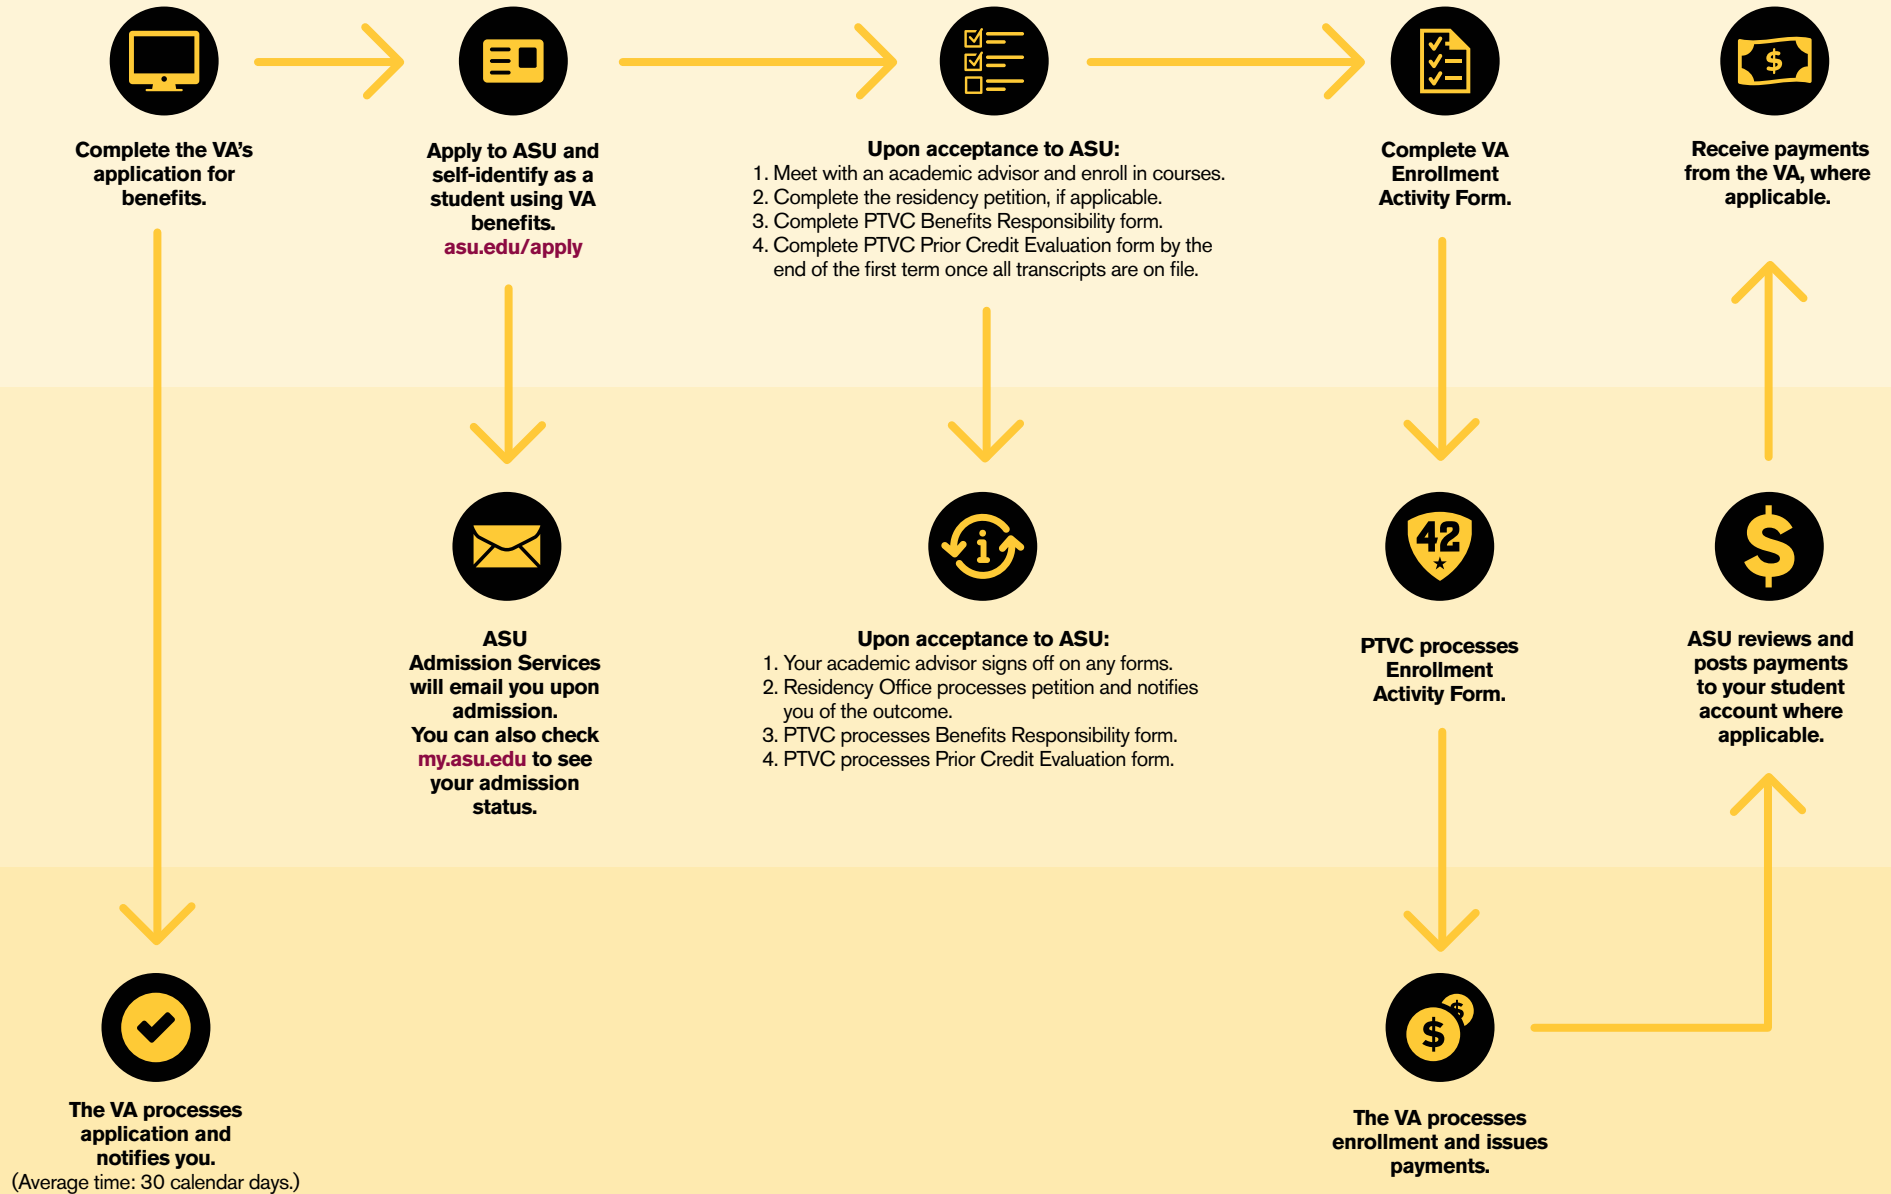 Complete the VA's
application for
benefits.
Apply to ASU and
self-identify as a
student using VA
benefits.
asu.edu/apply
Upon acceptance to ASU:
1. Meet with an academic advisor and enroll in courses.
2. Complete the residency petition, if applicable.
3. Complete PTVC Benefits Responsibility form.
4. Complete PTVC Prior Credit Evaluation form by the
end of the first term once all transcripts are on file.
Complete VA
Enrollment
Activity Form.
$
Receive payments
from the VA, where
applicable.
ASU
Admission Services
will email you upon
admission.
You can also check
my.asu.edu to see
your admission
status.
i
Upon acceptance to ASU:
1. Your academic advisor signs off on any forms.
2. Residency Office processes petition and notifies
you of the outcome.
3. PTVC processes Benefits Responsibility form.
4. PTVC processes Prior Credit Evaluation form.
42
PTVC processes
Enrollment
Activity Form.
$
ASU reviews and
posts payments
to your student
account where
applicable.
The VA processes
application and
notifies you.
(Average time: 30 calendar days.)
$
$
The VA processes
enrollment and issues
payments.